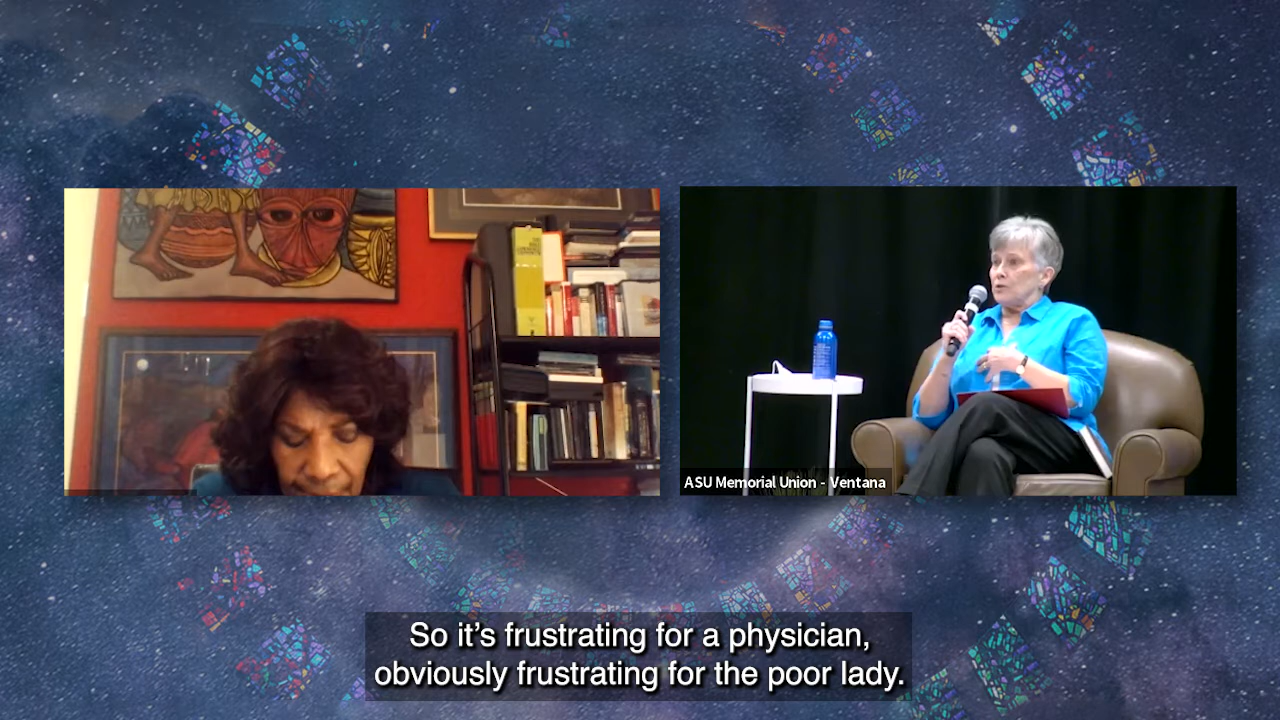 ASU Memorial Union - Ventana
So it's frustrating for a physician,
obviously frustrating for the poor lady.